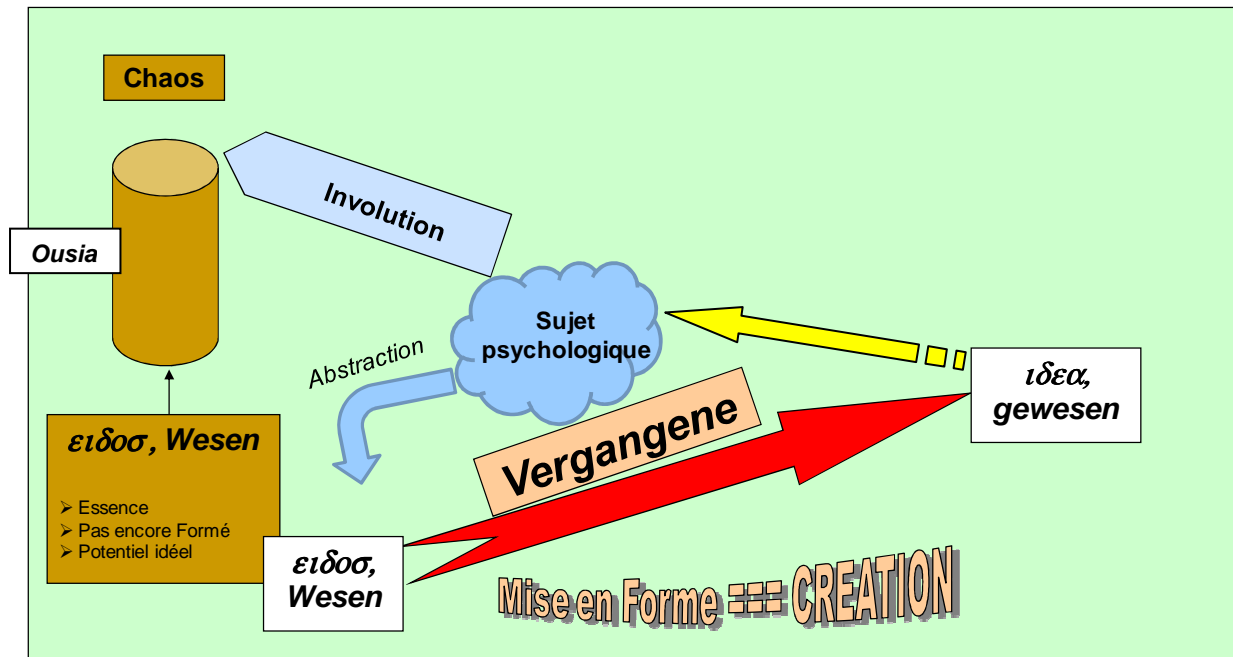 Chaos
Involution
Ousia
Sujet
psychologique
Abstraction
ιδεα,
gewesen
Vergangene
ειδοσ, Wesen
➢ Essence
➢ Pas encore Formé
➢ Potentiel idéel
ειδοσ,
Wesen
Mise en Forme === CREATION